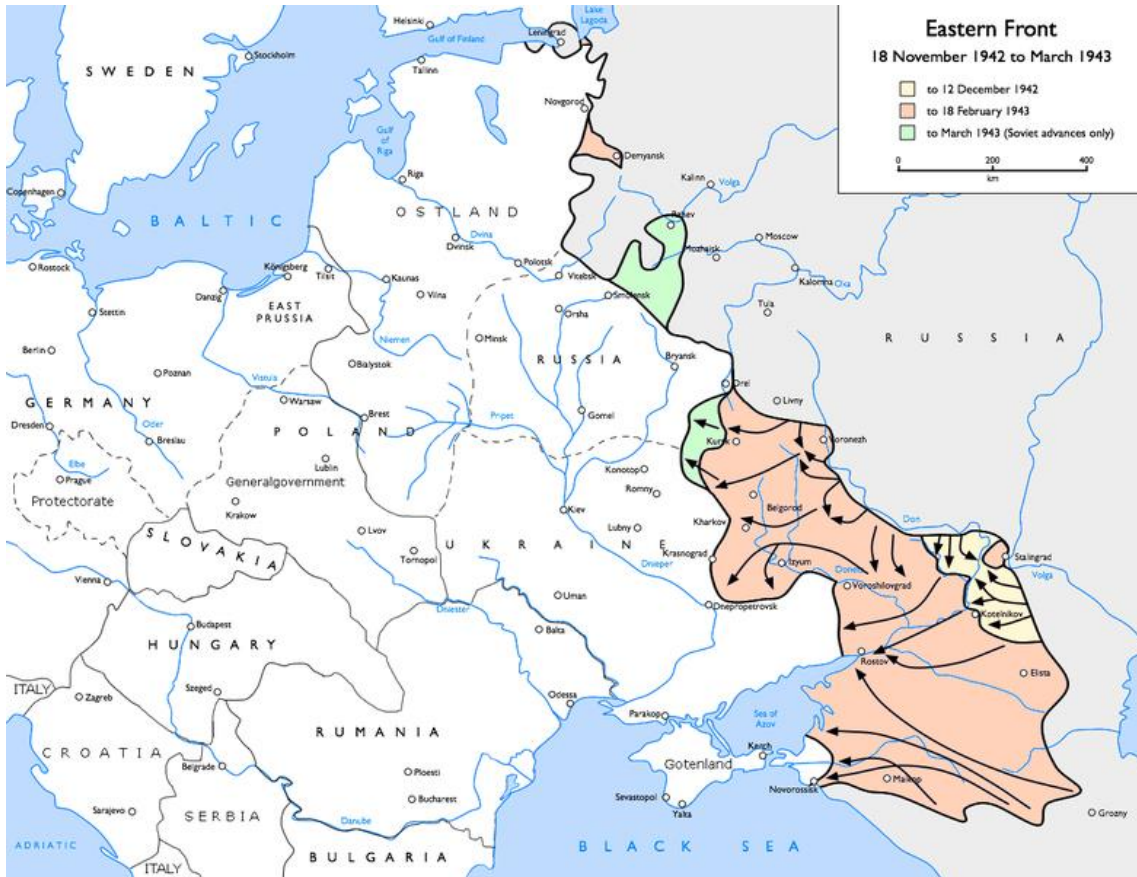 Eastern Front
18 November 1942 to March 1943
to 12 December 1942
to 18 February 1943
to March 1943 (Soviet advances only)
0 200 400
km
Helsinki
Lake
Lagoda
Gulf of Finland
Leningrad
Stockholm
SWEDEN
Tallinn
Novgorod
Gulf
of
Riga
Demyansk
Riga
Kalinn
Volga
Copenhagen
OSTLAND
BALTIC
Rzhev
Dvina
Dvinsk
Moscow
Mozhaisk
Polotsk
Vitebsk
Kalomna
Oxa
Rostock
Königsberg
Tilsit
Kaunas
Danzig
Vilna
Smolensk
EAST
PRUSSIA
Orsha
Tula
Stettin
Niemen
Minsk
RUSSIA
RUSSIA
Berlin
Bialystok
Bryansk
Poznan
Vistula
Orel
Warsaw
Livny
GERMANY
Brest
Pripet
Gomel
Dresden
Oder
Breslau
POLAND
Kursk
Voronezh
Elbe
Lublin
Konotop
Prague
Generalgovernment
Romny
Protectorate
Krakow
Kiev
Belgorod
Lvov
Lubny
Kharkov
Don
SLOVAKIA
Tornopol
UKRAINE
Krasnograd
Izyum
Donets
Stalingrad
Dnieper
Volga
Vienna
Voroshilovgrad
Uman
Dnepropetrovsk
Dniester
Kotelnikov
Budapest
Balta
HUNGARY
Rostov
Elista
ITALY
Szeged
Zagreb
Odessa
Parakop
Sea of
Azov
RUMANIA
CROATIA
Kerch
Gotenland
Belgrade
Ploesti
Maikop
Novorossisk
Bucharest
Sevastopol
Yalta
Sarajevo
Grozny
SERBIA
Danube
ADRIATIC
BLACK SEA
BULGARIA
ITALY